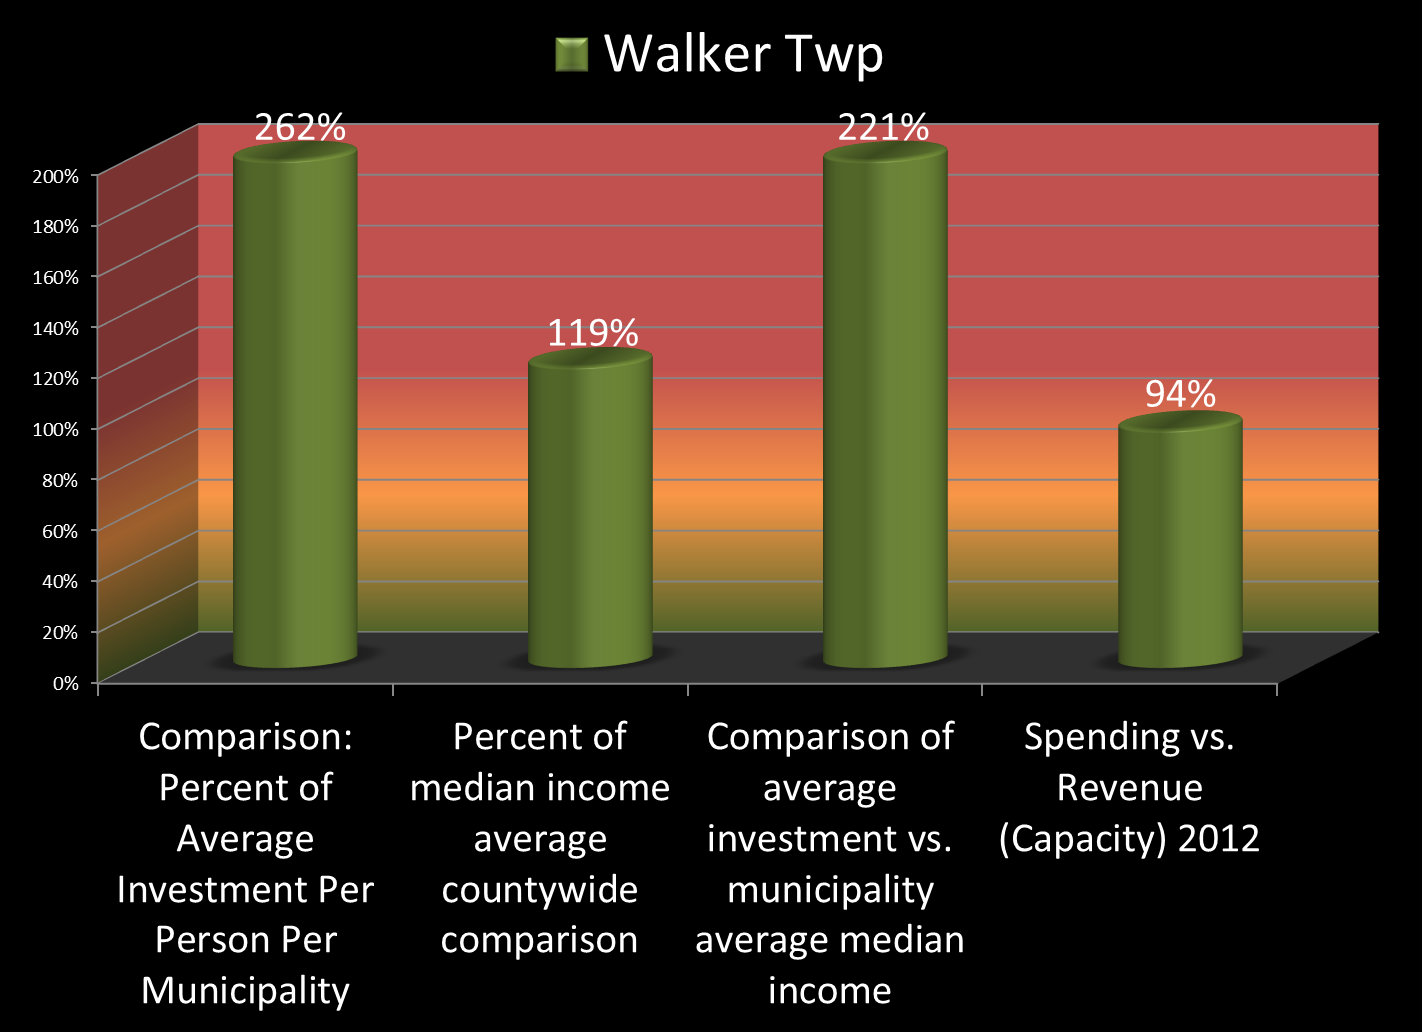 Walker Twp
262%
221%
119%
94%
200%
180%
160%
140%
120%
100%
80%
60%
40%
20%
0%
Comparison:
Percent of
Average
Investment Per
Person Per
Municipality
Percent of
median income
average
countywide
comparison
Comparison of
average
investment vs.
municipality
average median
income
Spending vs.
Revenue
(Capacity) 2012